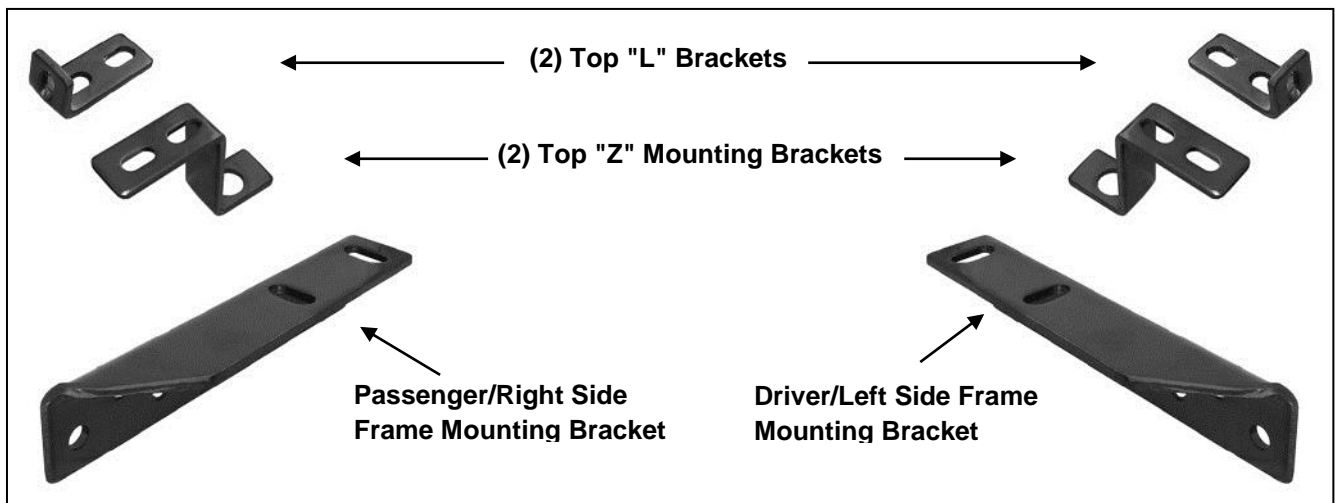 (2) Top "L" Brackets
(2) Top "Z" Mounting Brackets
Passenger/Right Side
Frame Mounting Bracket
Driver/Left Side Frame
Mounting Bracket